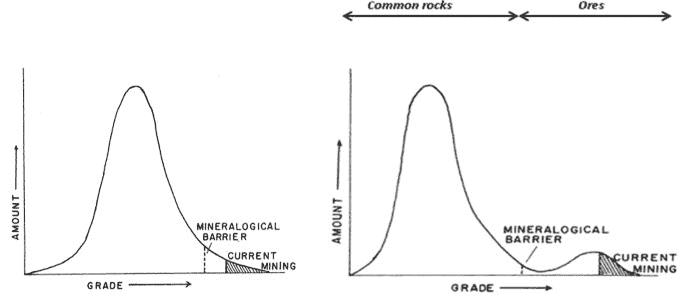 Common rocks
Ores
AMOUNT
MINERALOGICAL
BARRIER
CURRENT
MINING
GRADE
AMOUNT
MINERALOGICAL
BARRIER
CURRENT
MINING
GRADE